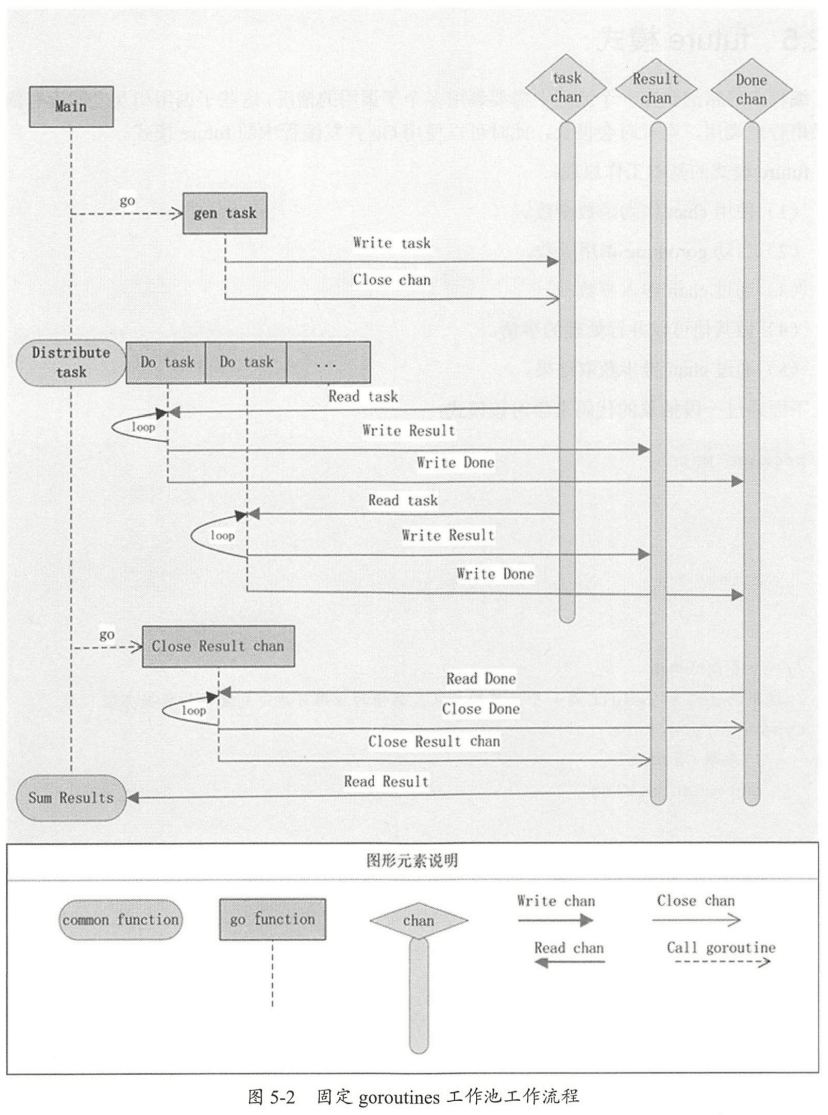 future 模式
task
chan
Result
chan
Done
chan
Main
go
gen task
Write task
Close chan
Distribute
task
Do task
Do task
...
Read task
loop
Write Result
Write Done
Read task
loop
Write Result
Write Done
go
Close Result chan
Read Done
loop
Close Done
Close Result chan
Read Result
Sum Results
图形元素说明
common function
go function
chan
Write chan
Close chan
Read chan
Call goroutine
图 5-2 固定 goroutines 工作池工作流程